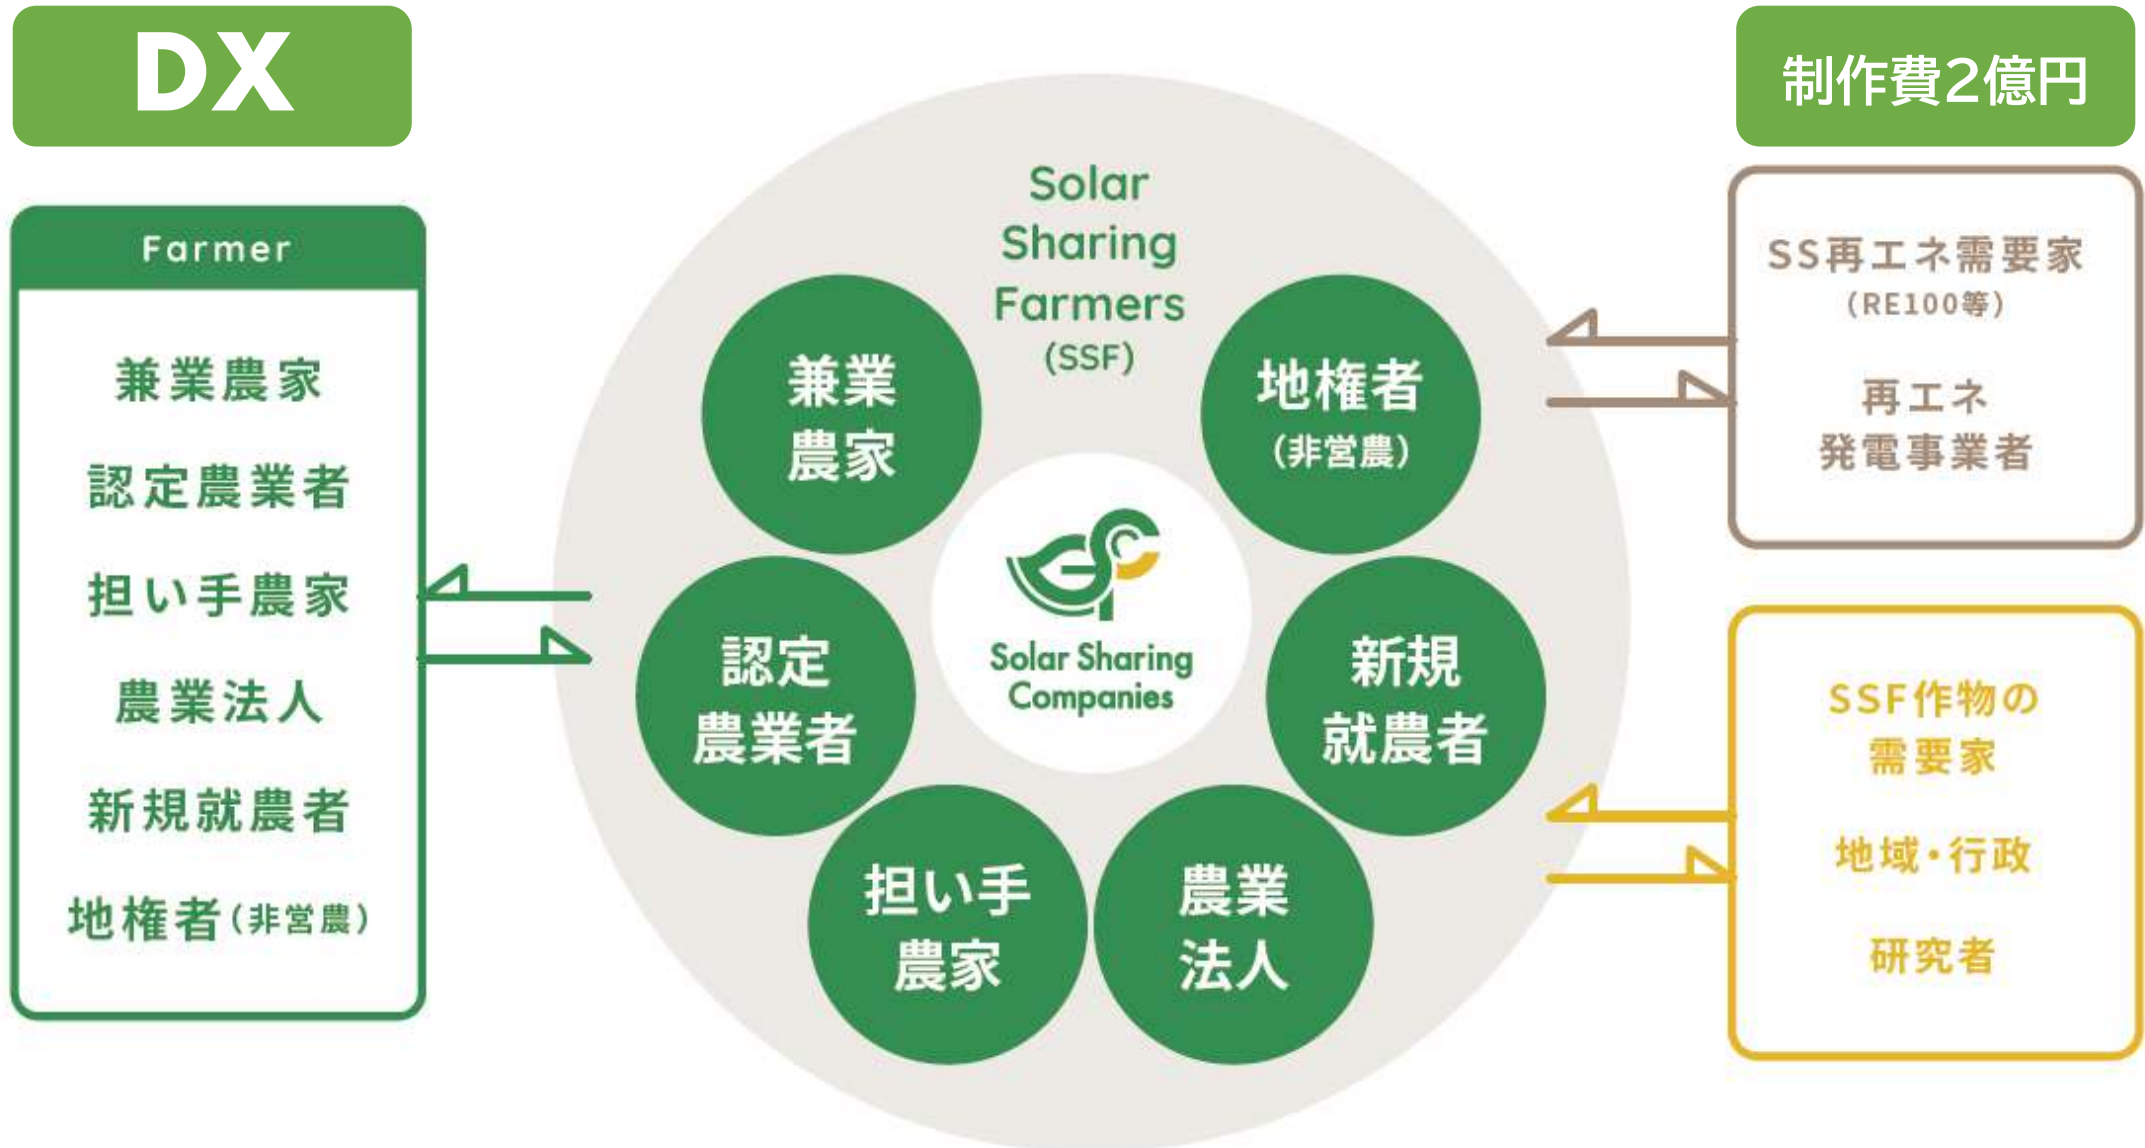 DX
制作費2億円
Farmer
兼業農家
認定農業者
担い手農家
農業法人
新規就農者
地権者(非営農)
Solar
Sharing
Farmers
(SSF)
兼業
農家
地権者
(非営農)
認定
農業者
新規
就農者
担い手
農家
農業
法人
Solar Sharing
Companies
SS再エネ需要家
(RE100等)
再エネ
発電事業者
SSF作物の
需要家
地域・行政
研究者